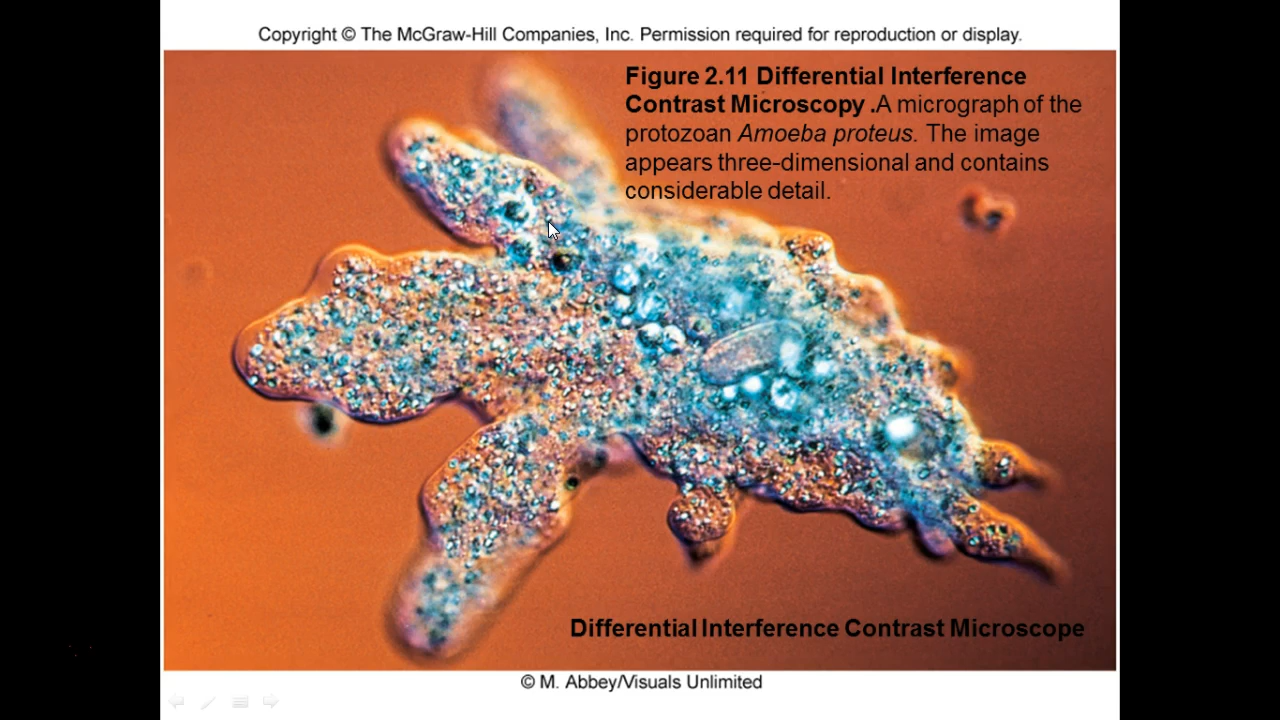 Copyright © The McGraw-Hill Companies, Inc. Permission required for reproduction or display.
Figure 2.11 Differential Interference
Contrast Microscopy .A micrograph of the
protozoan Amoeba proteus. The image
appears three-dimensional and contains
considerable detail.
Differential Interference Contrast Microscope
© M. Abbey/Visuals Unlimited